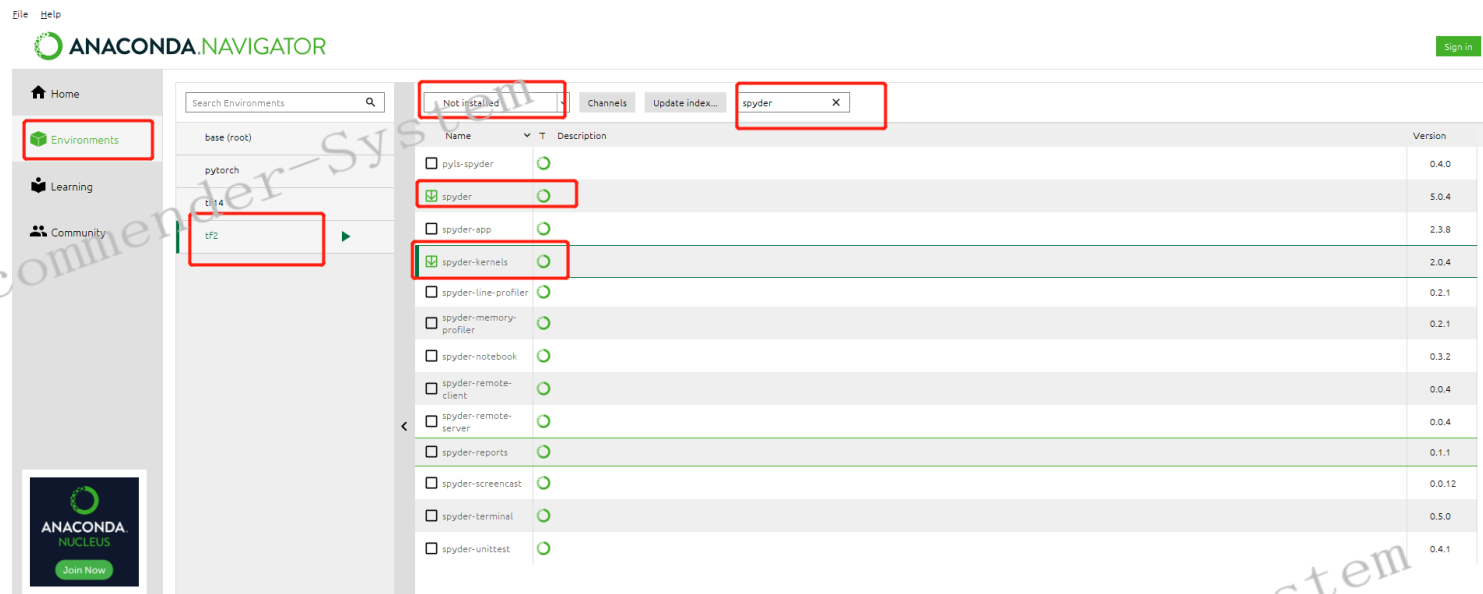 File Help
ANACONDA.NAVIGATOR
Sign in
Home
Environments
Learning
Community
ANACONDA.
NUCLEUS
Join Now
Search Environments
base (root)
pytorch
tf14
tf2
Not installed
Channels
Update index...
spyder
Name T Description Version
pyls-spyder 0.4.0
spyder 5.0.4
spyder-app 2.3.8
spyder-kernels 2.0.4
spyder-line-profiler 0.2.1
spyder-memory-
profiler 0.2.1
spyder-notebook 0.3.2
spyder-remote-
client 0.0.4
spyder-remote-
server 0.0.4
spyder-reports 0.1.1
spyder-screencast 0.0.12
spyder-terminal 0.5.0
spyder-unittest 0.4.1
commender-System
stem